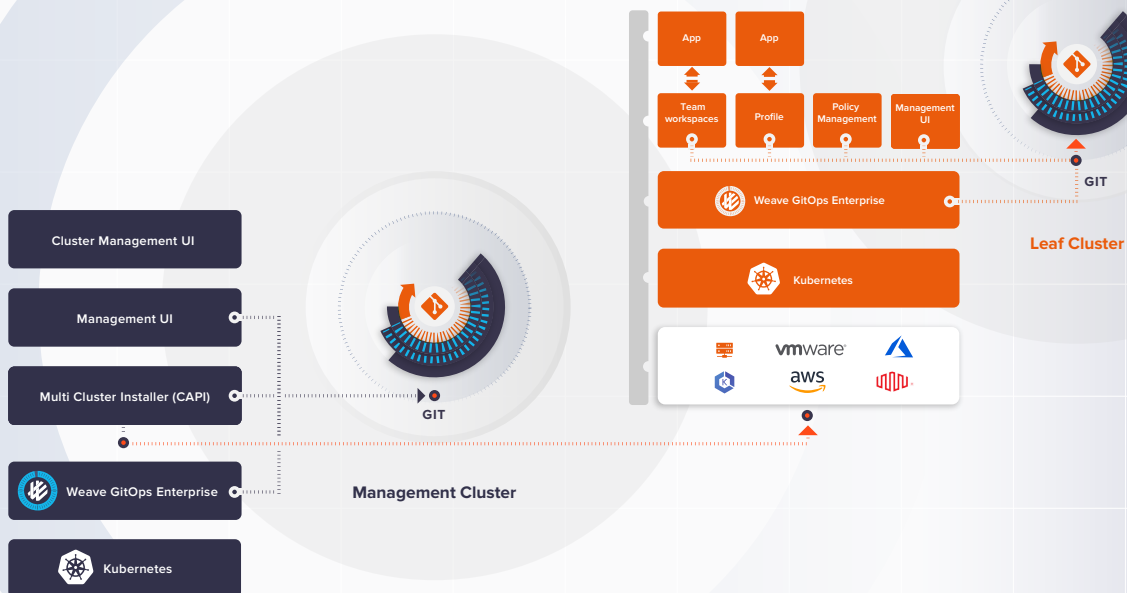 App
App
Team
workspaces
Profile
Policy
Management
Management
UI
GIT
Weave GitOps Enterprise
Leaf Cluster
Kubernetes
vmware®
aws
K
Cluster Management UI
Management UI
Multi Cluster Installer (CAPI)
GIT
Weave GitOps Enterprise
Management Cluster
Kubernetes